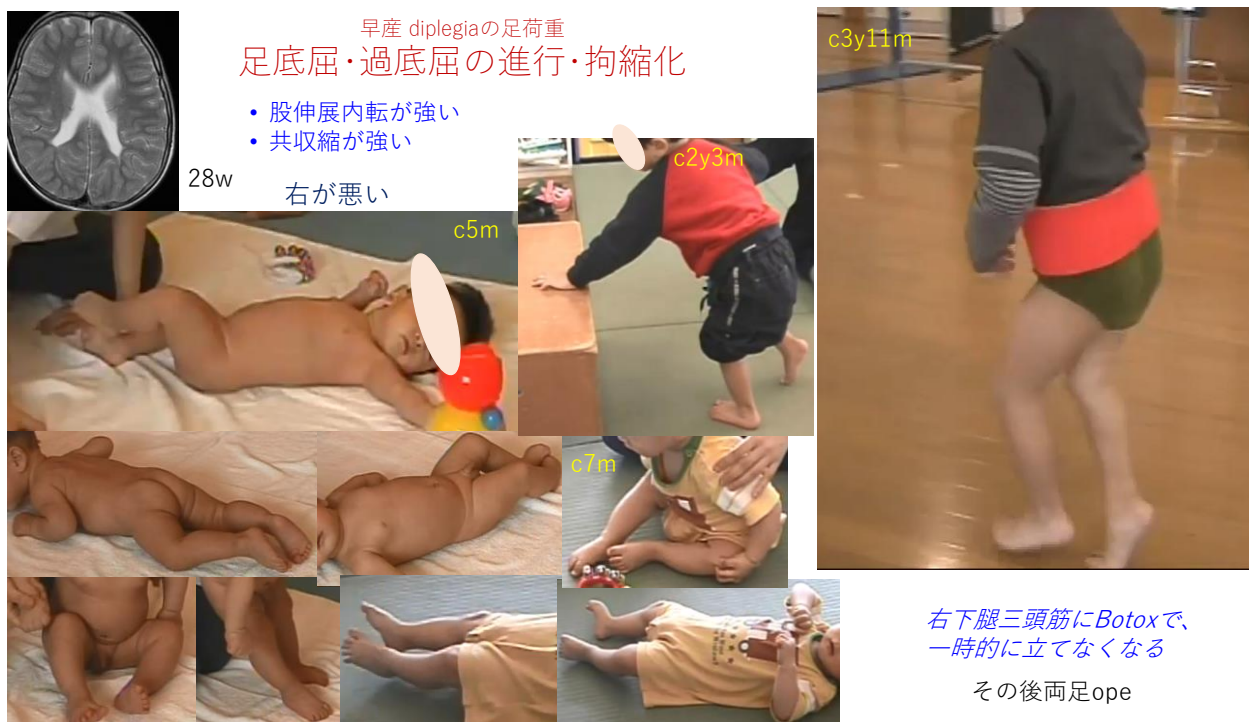 早産 diplegiaの足荷重
足底屈・過底屈の進行・拘縮化
• 股伸展内転が強い
• 共収縮が強い
28w
右が悪い
c5m
c2y3m
c3y11m
c7m
右下腿三頭筋にBotoxで、
一時的に立てなくなる
その後両足ope